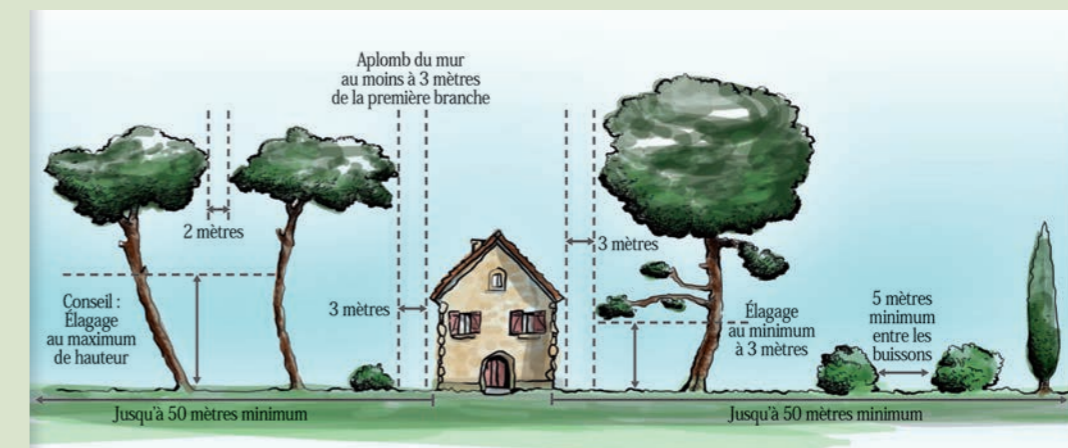 Aplomb du mur
au moins à 3 mètres
de la première branche
2 mètres
Conseil :
Élagage
au maximum
de hauteur
3 mètres
3 mètres
Élagage
au minimum
à 3 mètres
5 mètres
minimum
entre les
buissons
Jusqu'à 50 mètres minimum
Jusqu'à 50 mètres minimum